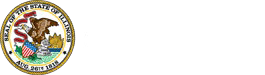 SEAL OF THE STATE OF ILLINOIS
AUG. 26TH 1818